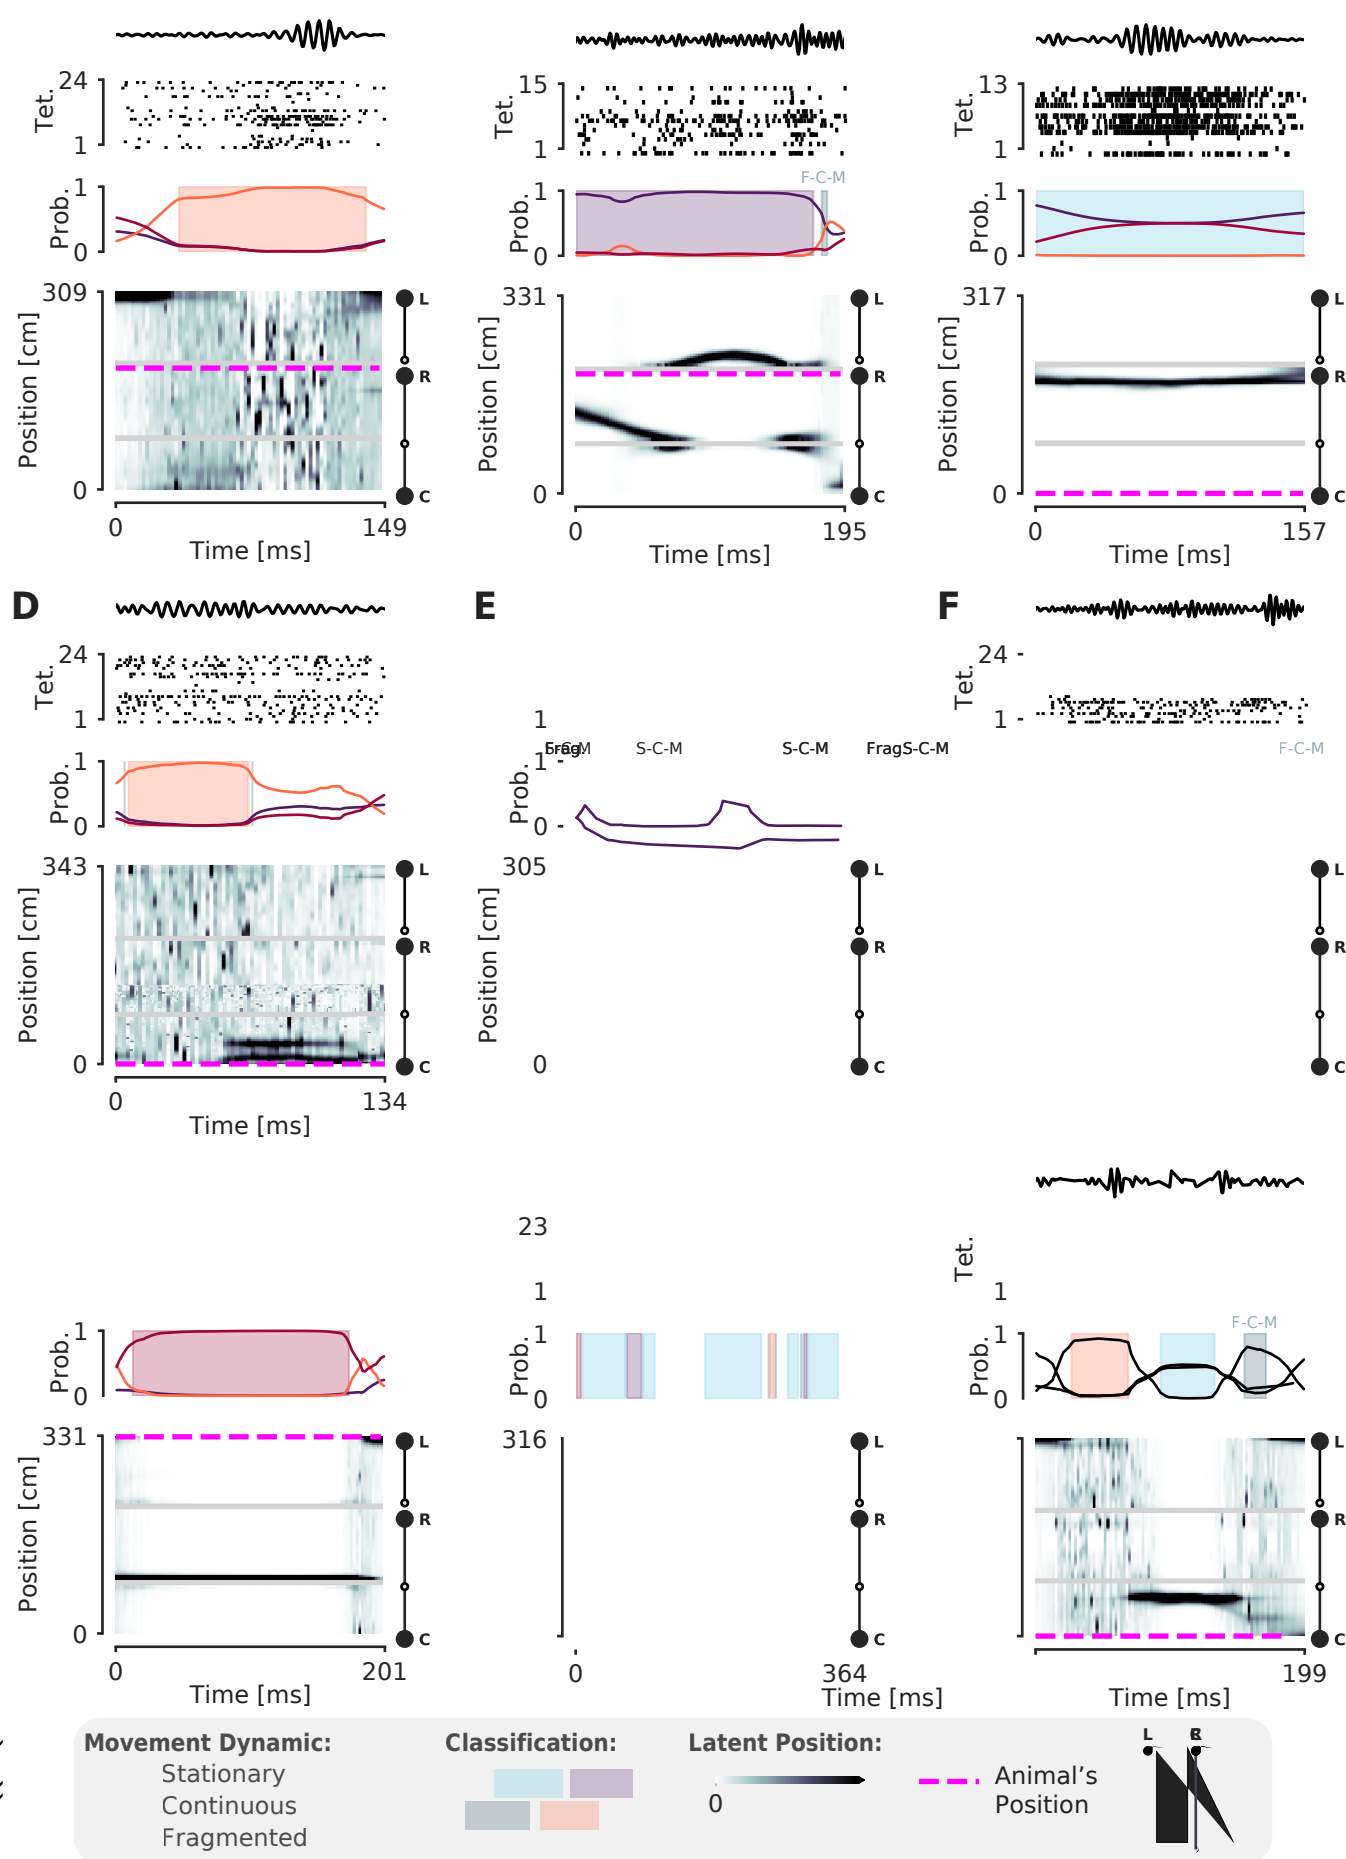 24
Tet.
1
1
Prob.
0
309
Position [cm]
0
L
R
C
0
149
Time [ms]
15
Tet.
1
F-C-M
1
Prob.
0
331
Position [cm]
0
L
R
C
0
195
Time [ms]
13
Tet.
1
1
Prob.
0
317
Position [cm]
0
L
R
C
0
157
Time [ms]
D
24
Tet.
1
1
Prob.
0
343
Position [cm]
0
L
R
C
0
134
Time [ms]
E
1
S-C-M
S-C-M
FragS-C-M
1
Prob.
0
305
Position [cm]
0
L
R
C
F
24
Tet.
1
F-C-M
L
R
C
1
Prob.
0
331
Position [cm]
0
L
R
C
0
201
Time [ms]
23
1
1
Prob.
0
316
L
R
C
0
364
Time [ms]
Tet.
1
F-C-M
1
Prob.
0
L
R
C
199
Time [ms]
Movement Dynamic:
Stationary
Continuous
Fragmented
Classification:
Latent Position:
0
Animal's
Position
L